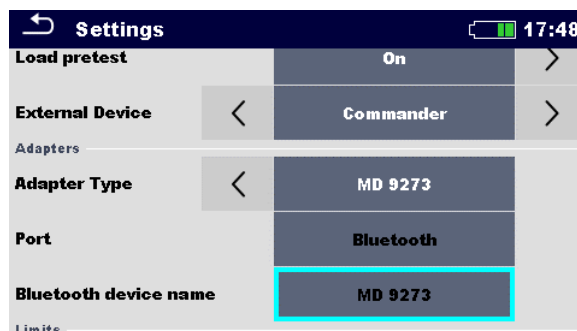 Settings 17:48
Load pretest On
External Device Commander
Adapters
Adapter Type MD 9273
Port Bluetooth
Bluetooth device name MD 9273
Limits